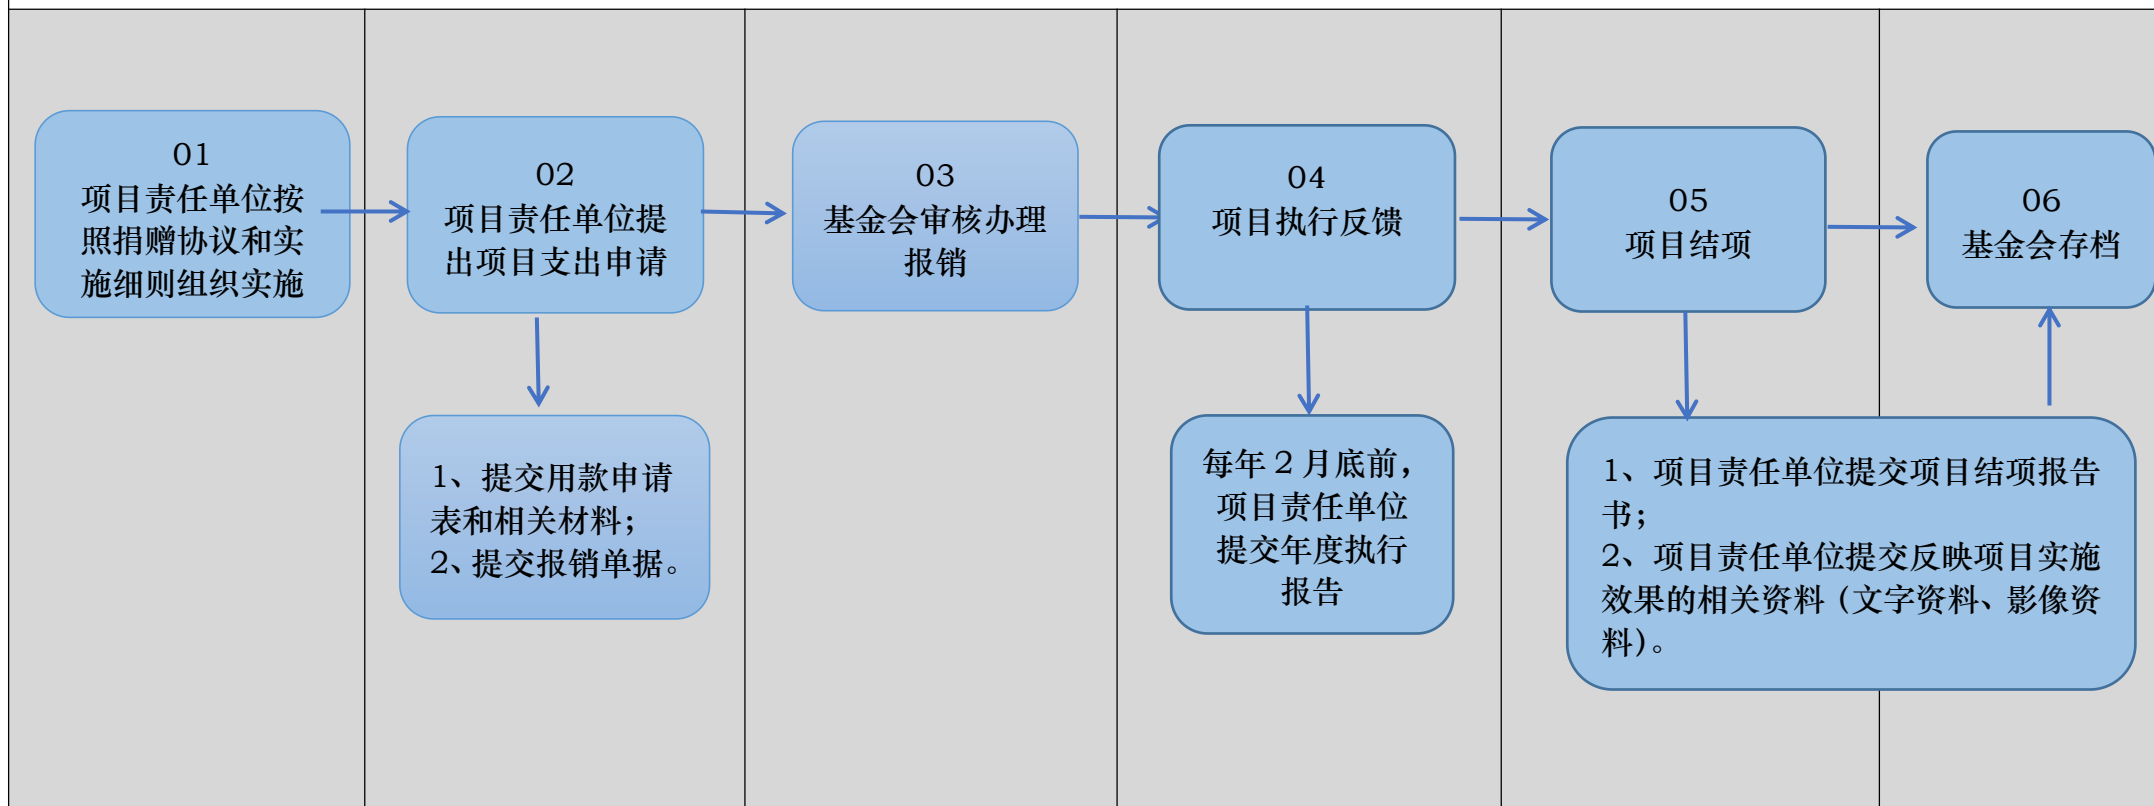 01
项目责任单位按
照捐赠协议和实
施细则组织实施
02
项目责任单位提
出项目支出申请
03
基金会审核办理
报销
04
项目执行反馈
05
项目结项
06
基金会存档
1、提交用款申请
表和相关材料；
2、提交报销单据。
每年 2 月底前，
项目责任单位
提交年度执行
报告
1、项目责任单位提交项目结项报告
书；
2、项目责任单位提交反映项目实施
效果的相关资料（文字资料、影像资
料）。